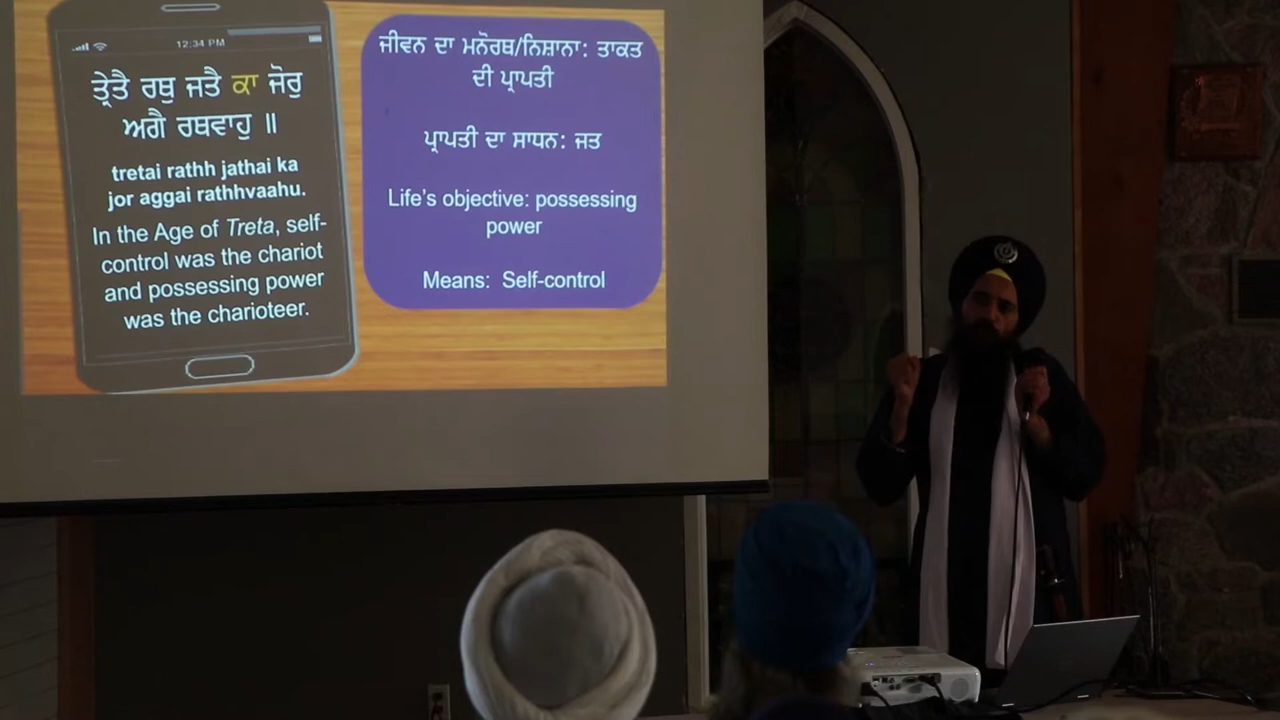 12:34 PM
ਤ੍ਰੇਤੈ ਰਥੁ ਜਤੈ ਕਾ ਜੋਰੁ
ਅਗੈ ਰਥਵਾਹੁ ॥
tretai rathh jathai ka
jor aggai rathhvaahu.
In the Age of Treta, self-
control was the chariot
and possessing power
was the charioteer.
ਜੀਵਨ ਦਾ ਮਨੋਰਥ/ਨਿਸ਼ਾਨਾ: ਤਾਕਤ
ਦੀ ਪ੍ਰਾਪਤੀ
ਪ੍ਰਾਪਤੀ ਦਾ ਸਾਧਨ: ਜਤ
Life's objective: possessing
power
Means: Self-control